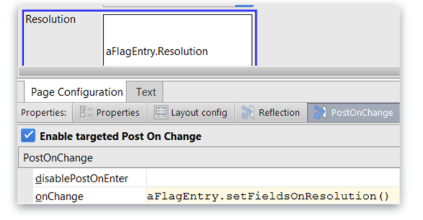 Resolution
aFlagEntry.Resolution
Page Configuration Text
Properties: Properties Layout config Reflection PostOnChange
Enable targeted Post On Change
PostOnChange
disablePostOnEnter
onChange aFlagEntry.setFieldsOnResolution()